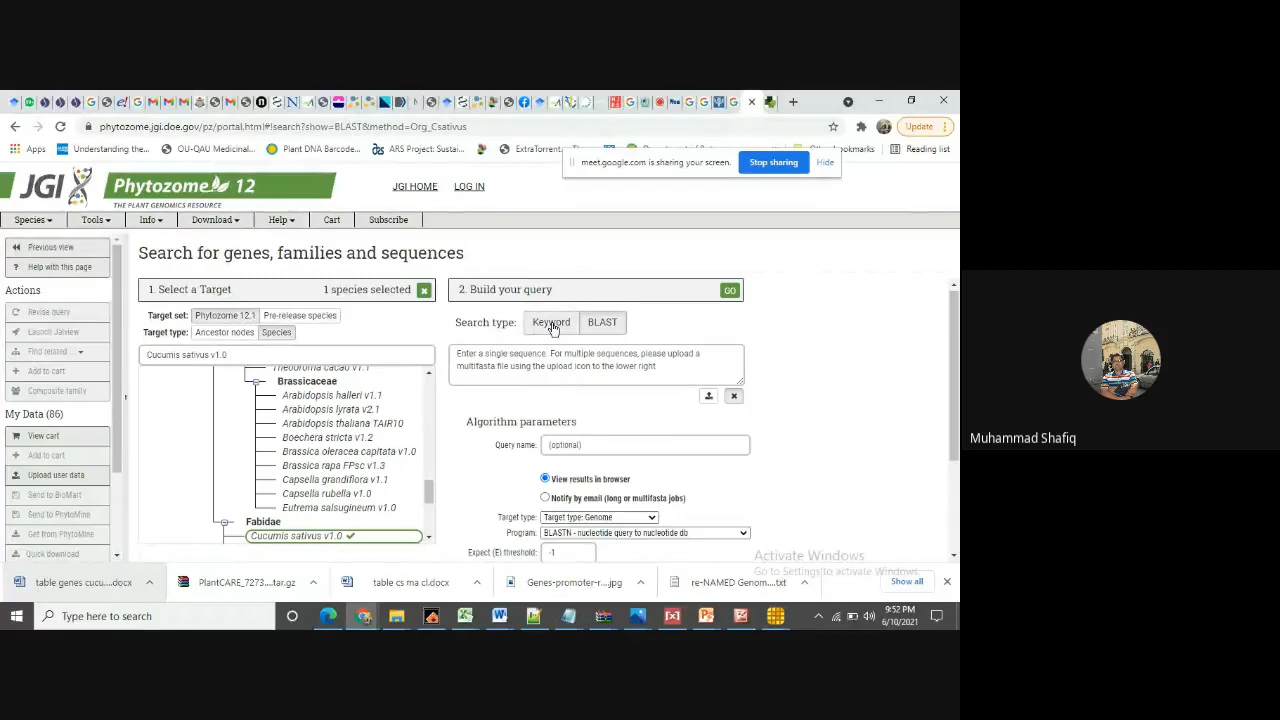 phytozome.jgi.doe.gov/pz/portal.html#!search?show=BLAST&method=Org_Csativus
Update
Apps
Understanding the...
OU-QAU Medicinal...
Plant DNA Barcode...
ARS Project: Sustai...
ExtraTorrent...
Other bookmarks
Reading list
meet.google.com is sharing your screen.
Stop sharing
Hide
JGI
Phytozome 12
THE PLANT GENOMICS RESOURCE
JGI HOME
LOG IN
Species
Tools
Info
Download
Help
Cart
Subscribe
Previous view
Help with this page
Actions
Revise query
Launch Jalview
Find related ...
Add to cart
Composite family
My Data (86)
View cart
Add to cart
Upload user data
Send to BioMart
Send to PhytoMine
Get from PhytoMine
Quick download
Search for genes, families and sequences
1. Select a Target
1 species selected
Target set: Phytozome 12.1 Pre-release species
Target type: Ancestor nodes Species
Cucumis sativus v1.0
Theobroma cacao v1.1
Brassicaceae
Arabidopsis halleri v1.1
Arabidopsis lyrata v2.1
Arabidopsis thaliana TAIR10
Boechera stricta v1.2
Brassica oleracea capitata v1.0
Brassica rapa FPsc v1.3
Capsella grandiflora v1.1
Capsella rubella v1.0
Eutrema salsugineum v1.0
Fabidae
Cucumis sativus v1.0
2. Build your query
GO
Search type: Keyword BLAST
Enter a single sequence. For multiple sequences, please upload a
multifasta file using the upload icon to the lower right
Algorithm parameters
Query name: (optional)
View results in browser
Notify by email (long or multifasta jobs)
Target type: Target type: Genome
Program: BLASTN - nucleotide query to nucleotide db
Expect (E) threshold: -1
Activate Windows
Go to Settings to activate Windows.
table genes cucu....docx
PlantCARE_7273....tar.gz
table cs ma cl.docx
Genes-promoter-r....jpg
re-NAMED Genom....txt
Show all
Type here to search
9:52 PM
6/10/2021
Muhammad Shafiq